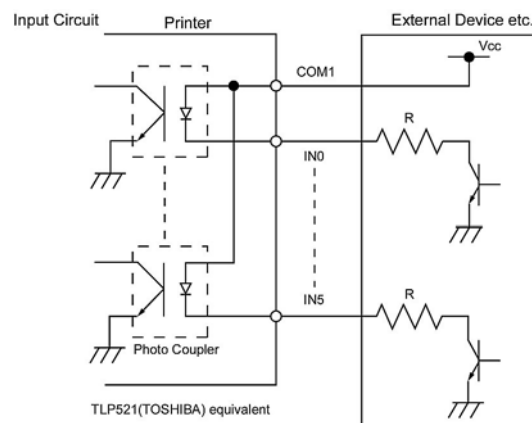 Input Circuit
Printer
External Device etc.
Vcc
COM1
R
IN0
R
IN5
Photo Coupler
TLP521(TOSHIBA) equivalent